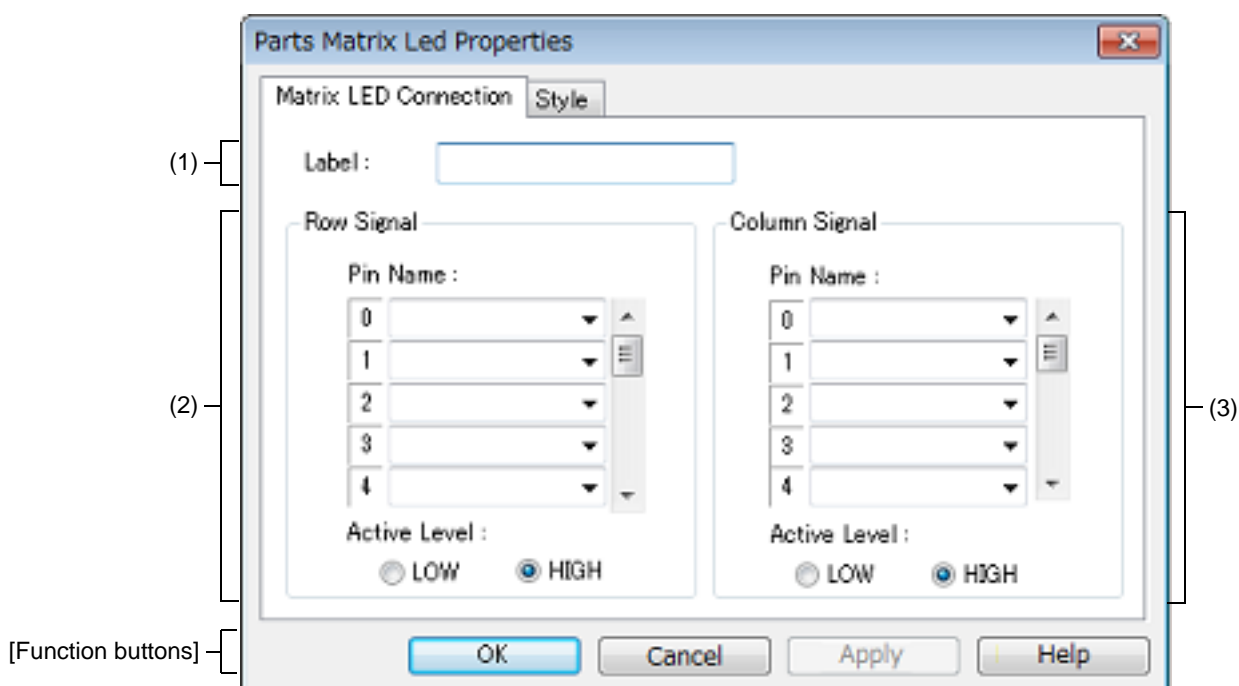 Parts Matrix Led Properties
Matrix LED Connection Style
(1) Label :
(2) (3)
Row Signal
Pin Name :
0
1
2
3
4
Active Level :
LOW HIGH
Column Signal
Pin Name :
0
1
2
3
4
Active Level :
LOW HIGH
[Function buttons] OK Cancel Apply Help